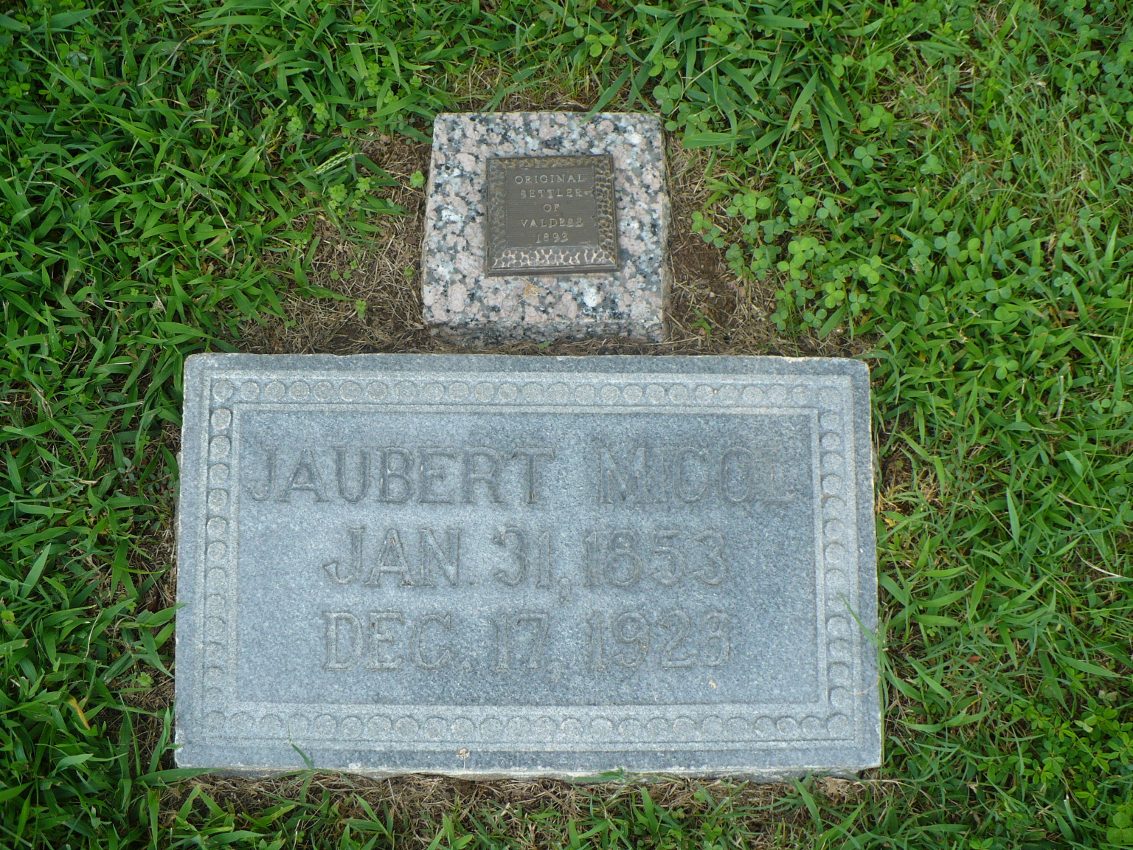 ORIGINAL
SETTLER
OF
VALDESE
1893
JAUBERT MICOL
JAN. 31, 1853
DEC. 17, 1923